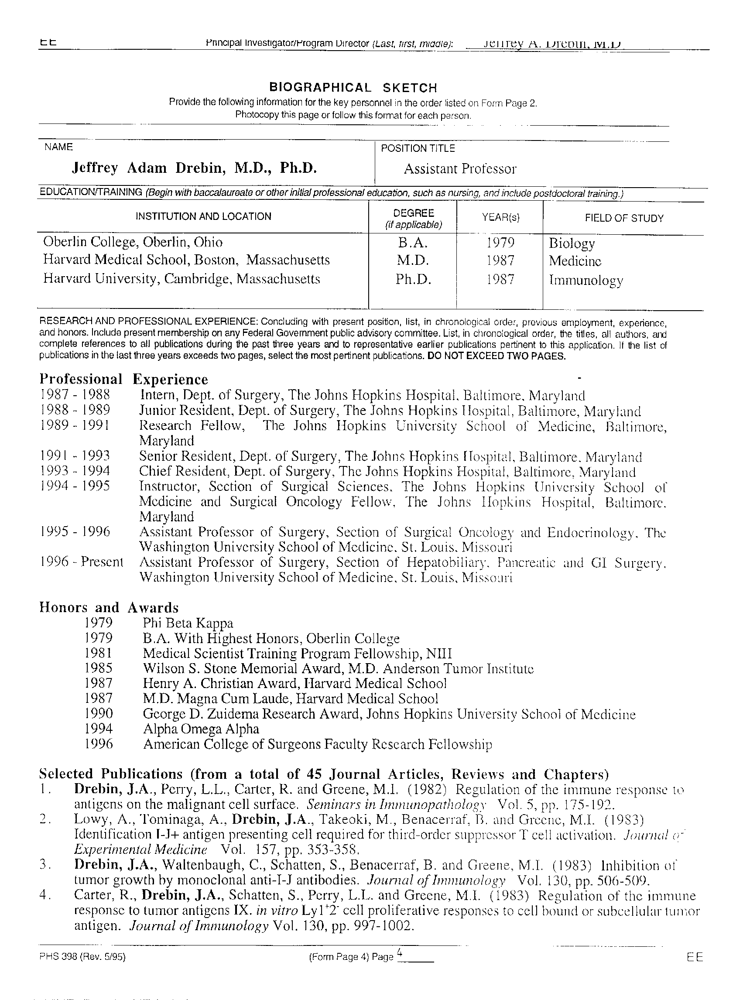 EE Principal Investigator/Program Director (Last, first, middle): Jeffrey A. Drebin, M.D
BIOGRAPHICAL SKETCH
Provide the following information for the key personnel in the order listed on Form Page 2.
Photocopy this page or follow this format for each person.
NAME POSITION TITLE
Jeffrey Adam Drebin, M.D., Ph.D. Assistant Professor
EDUCATION/TRAINING (Begin with baccalaureate or other initial professional education, such as nursing, and include postdoctoral training.)
INSTITUTION AND LOCATION DEGREE (if applicable) YEAR(s) FIELD OF STUDY
Oberlin College, Oberlin, Ohio B.A. 1979 Biology
Harvard Medical School, Boston, Massachusetts M.D. 1987 Medicine
Harvard University, Cambridge, Massachusetts Ph.D. 1987 Immunology
RESEARCH AND PROFESSIONAL EXPERIENCE: Concluding with present position, list, in chronological order, previous employment, experience,
and honors. Include present membership on any Federal Government public advisory committee. List, in chronological order, the titles, all authors, and
complete references to all publications during the past three years and to representative earlier publications pertinent to this application. If the list of
publications in the last three years exceeds two pages, select the most pertinent publications. DO NOT EXCEED TWO PAGES.
Professional Experience
1987 - 1988 Intern, Dept. of Surgery, The Johns Hopkins Hospital, Baltimore, Maryland
1988 - 1989 Junior Resident, Dept. of Surgery, The Johns Hopkins Hospital, Baltimore, Maryland
1989 - 1991 Research Fellow, The Johns Hopkins University School of Medicine, Baltimore,
Maryland
1991 - 1993 Senior Resident, Dept. of Surgery, The Johns Hopkins Hospital, Baltimore, Maryland
1993 - 1994 Chief Resident, Dept. of Surgery, The Johns Hopkins Hospital, Baltimore, Maryland
1994 - 1995 Instructor, Section of Surgical Sciences, The Johns Hopkins University School of
Medicine and Surgical Oncology Fellow, The Johns Hopkins Hospital, Baltimore,
Maryland
1995 - 1996 Assistant Professor of Surgery, Section of Surgical Oncology and Endocrinology, The
Washington University School of Medicine, St. Louis, Missouri
1996 - Present Assistant Professor of Surgery, Section of Hepatobiliary, Pancreatic and GI Surgery,
Washington University School of Medicine, St. Louis, Missouri
Honors and Awards
1979 Phi Beta Kappa
1979 B.A. With Highest Honors, Oberlin College
1981 Medical Scientist Training Program Fellowship, NIH
1985 Wilson S. Stone Memorial Award, M.D. Anderson Tumor Institute
1987 Henry A. Christian Award, Harvard Medical School
1987 M.D. Magna Cum Laude, Harvard Medical School
1990 George D. Zuidema Research Award, Johns Hopkins University School of Medicine
1994 Alpha Omega Alpha
1996 American College of Surgeons Faculty Research Fellowship
Selected Publications (from a total of 45 Journal Articles, Reviews and Chapters)
1. Drebin, J.A., Perry, L.L., Carter, R. and Greene, M.I. (1982) Regulation of the immune response to
antigens on the malignant cell surface. Seminars in Immunopathology Vol. 5, pp. 175-192.
2. Lowy, A., Tominaga, A., Drebin, J.A., Takeoki, M., Benacerraf, B. and Greene, M.I. (1983)
Identification I-J+ antigen presenting cell required for third-order suppressor T cell activation. Journal of
Experimental Medicine Vol. 157, pp. 353-358.
3. Drebin, J.A., Waltenbaugh, C., Schatten, S., Benacerraf, B. and Greene, M.I. (1983) Inhibition of
tumor growth by monoclonal anti-I-J antibodies. Journal of Immunology Vol. 130, pp. 506-509.
4. Carter, R., Drebin, J.A., Schatten, S., Perry, L.L. and Greene, M.I. (1983) Regulation of the immune
response to tumor antigens IX. in vitro Ly1+2- cell proliferative responses to cell bound or subcellular tumor
antigen. Journal of Immunology Vol. 130, pp. 997-1002.
PHS 398 (Rev. 5/95) (Form Page 4) Page 4 EE